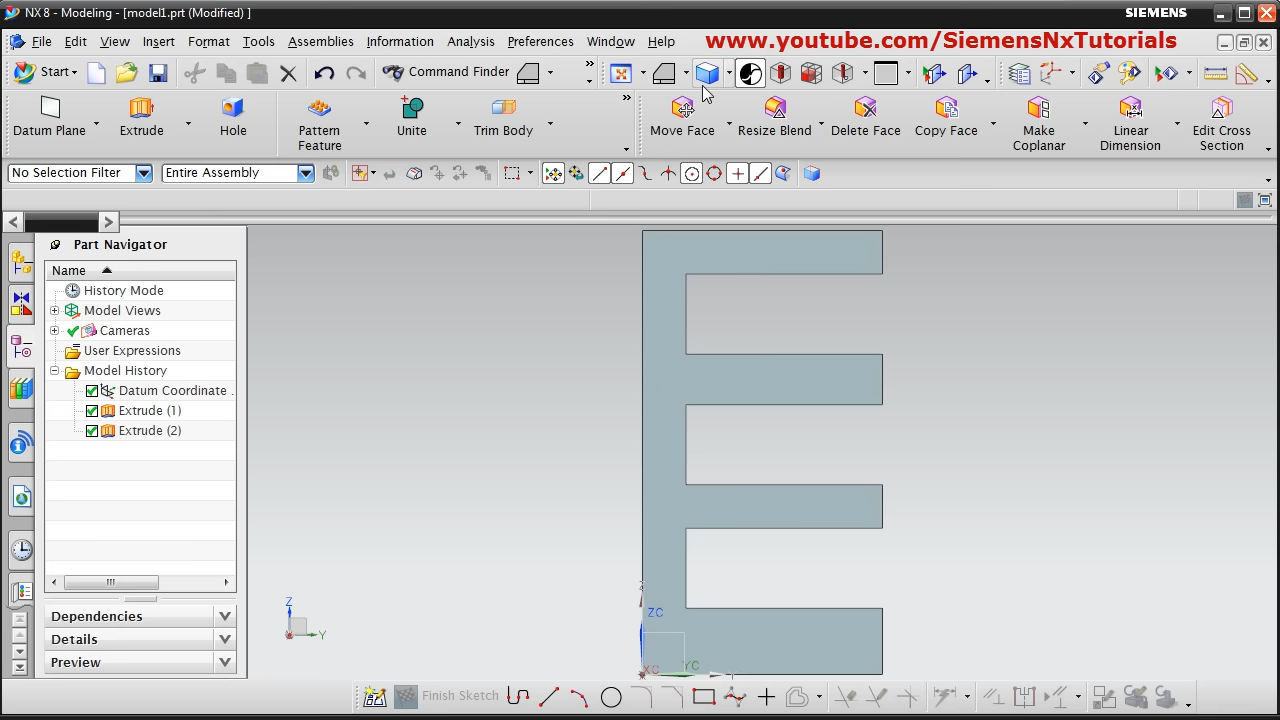 NX 8 - Modeling - [model1.prt (Modified) ]
SIEMENS
File Edit View Insert Format Tools Assemblies Information Analysis Preferences Window Help
www.youtube.com/SiemensNxTutorials
Start
Command Finder
Datum Plane
Extrude
Hole
Pattern
Feature
Unite
Trim Body
Move Face
Resize Blend
Delete Face
Copy Face
Make
Coplanar
Linear
Dimension
Edit Cross
Section
No Selection Filter
Entire Assembly
Part Navigator
Name
History Mode
Model Views
Cameras
User Expressions
Model History
Datum Coordinate
Extrude (1)
Extrude (2)
Dependencies
Details
Preview
Z
Y
ZC
XC
YC
Finish Sketch